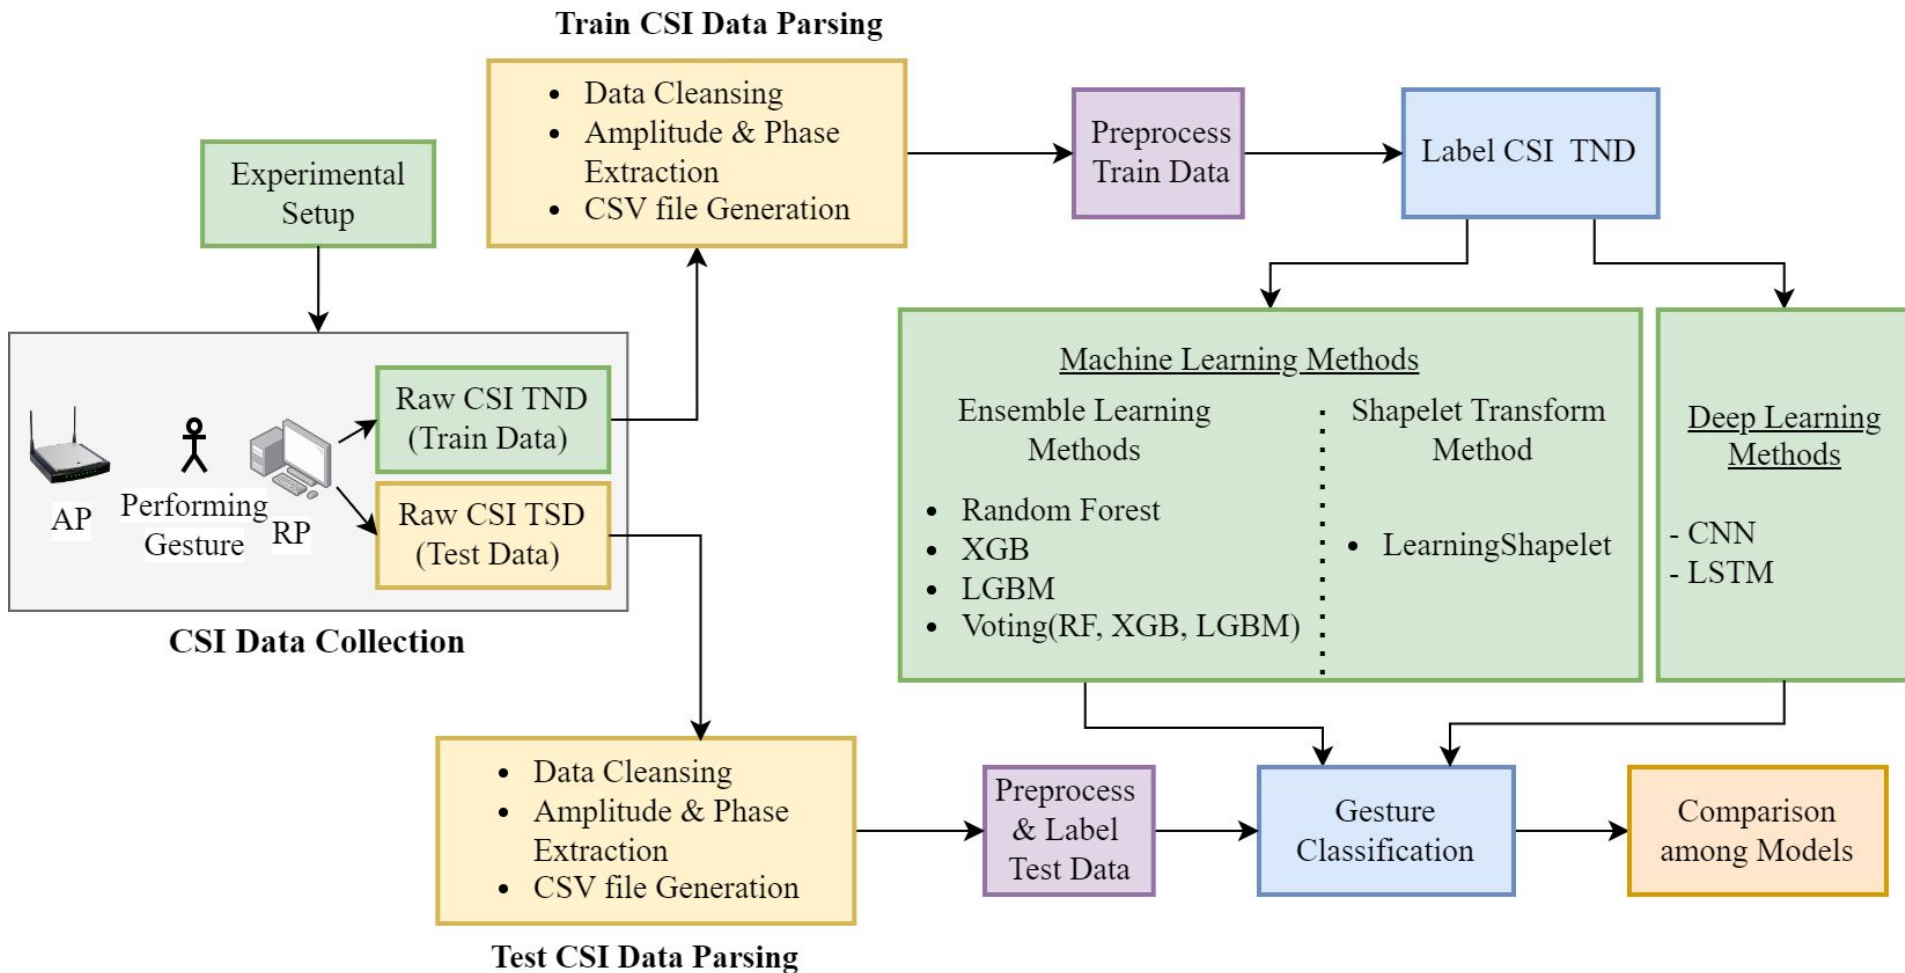 Train CSI Data Parsing
• Data Cleansing
• Amplitude & Phase
Extraction
• CSV file Generation
Preprocess
Train Data
Label CSI TND
Experimental
Setup
Raw CSI TND
(Train Data)
Raw CSI TSD
(Test Data)
AP
Performing
Gesture
RP
CSI Data Collection
Machine Learning Methods
Ensemble Learning
Methods
• Random Forest
• XGB
• LGBM
• Voting(RF, XGB, LGBM)
Shapelet Transform
Method
• LearningShapelet
Deep Learning
Methods
- CNN
- LSTM
• Data Cleansing
• Amplitude & Phase
Extraction
• CSV file Generation
Test CSI Data Parsing
Preprocess
& Label
Test Data
Gesture
Classification
Comparison
among Models